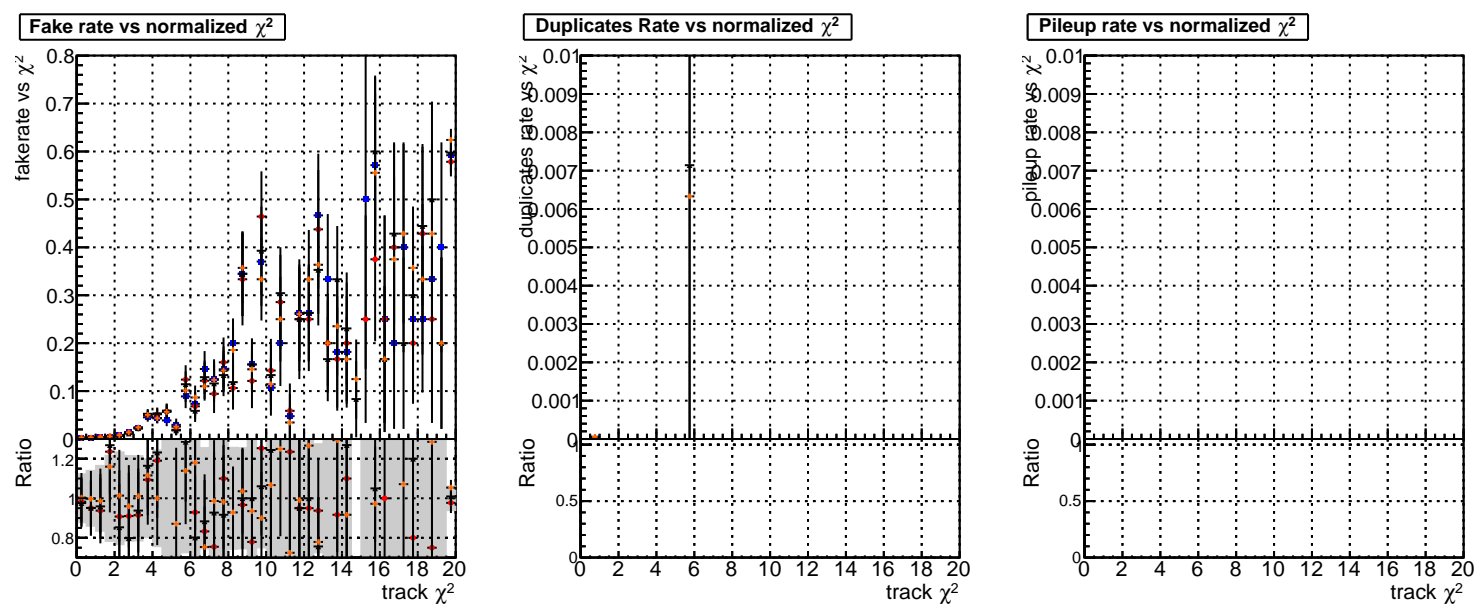 Fake rate vs normalized χ²
fakerate vs χ²
0.8
0.7
0.6
0.5
0.4
0.3
0.2
0.1
0
Ratio
1.2
1
0.8
0 2 4 6 8 10 12 14 16 18 20
track χ²
Duplicates Rate vs normalized χ²
duplicates rate vs χ²
0.01
0.009
0.008
0.007
0.006
0.005
0.004
0.003
0.002
0.001
0
Ratio
1
0.5
0
0 2 4 6 8 10 12 14 16 18 20
track χ²
Pileup rate vs normalized χ²
pileup rate vs χ²
0.01
0.009
0.008
0.007
0.006
0.005
0.004
0.003
0.002
0.001
0
Ratio
1
0.5
0
0 2 4 6 8 10 12 14 16 18 20
track χ²